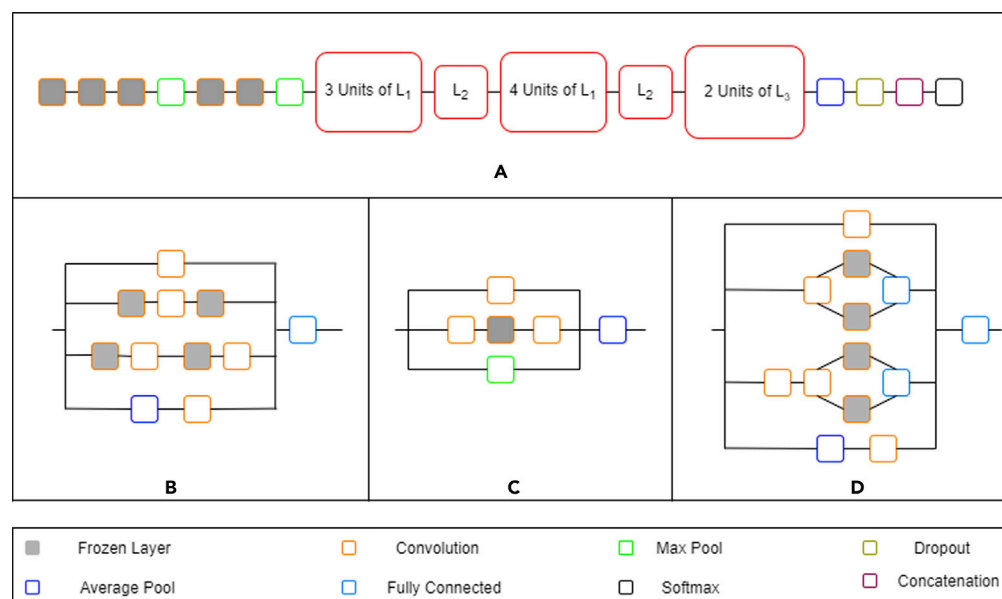 3 Units of L₁
L₂
4 Units of L₁
L₂
2 Units of L₃
A
B
C
D
Frozen Layer
Convolution
Max Pool
Dropout
Average Pool
Fully Connected
Softmax
Concatenation